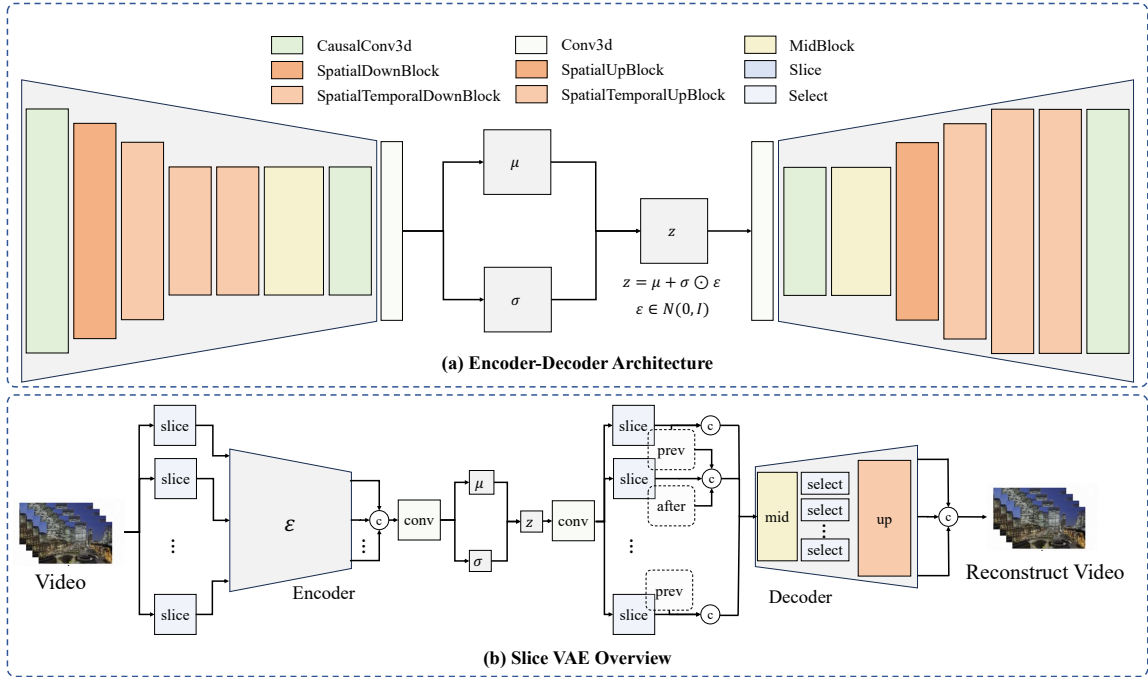 CausalConv3d
Conv3d
MidBlock
SpatialDownBlock
SpatialUpBlock
Slice
SpatialTemporalDownBlock
SpatialTemporalUpBlock
Select
μ
σ
z
z = μ + σ ⊙ ε
ε ∈ N(0, I)
(a) Encoder-Decoder Architecture
slice
slice
⋮
slice
Video
ε
Encoder
c
⋮
conv
μ
σ
z
conv
slice
prev
c
slice
after
c
⋮
prev
slice
c
mid
select
select
⋮
select
up
Decoder
c
Reconstruct Video
(b) Slice VAE Overview